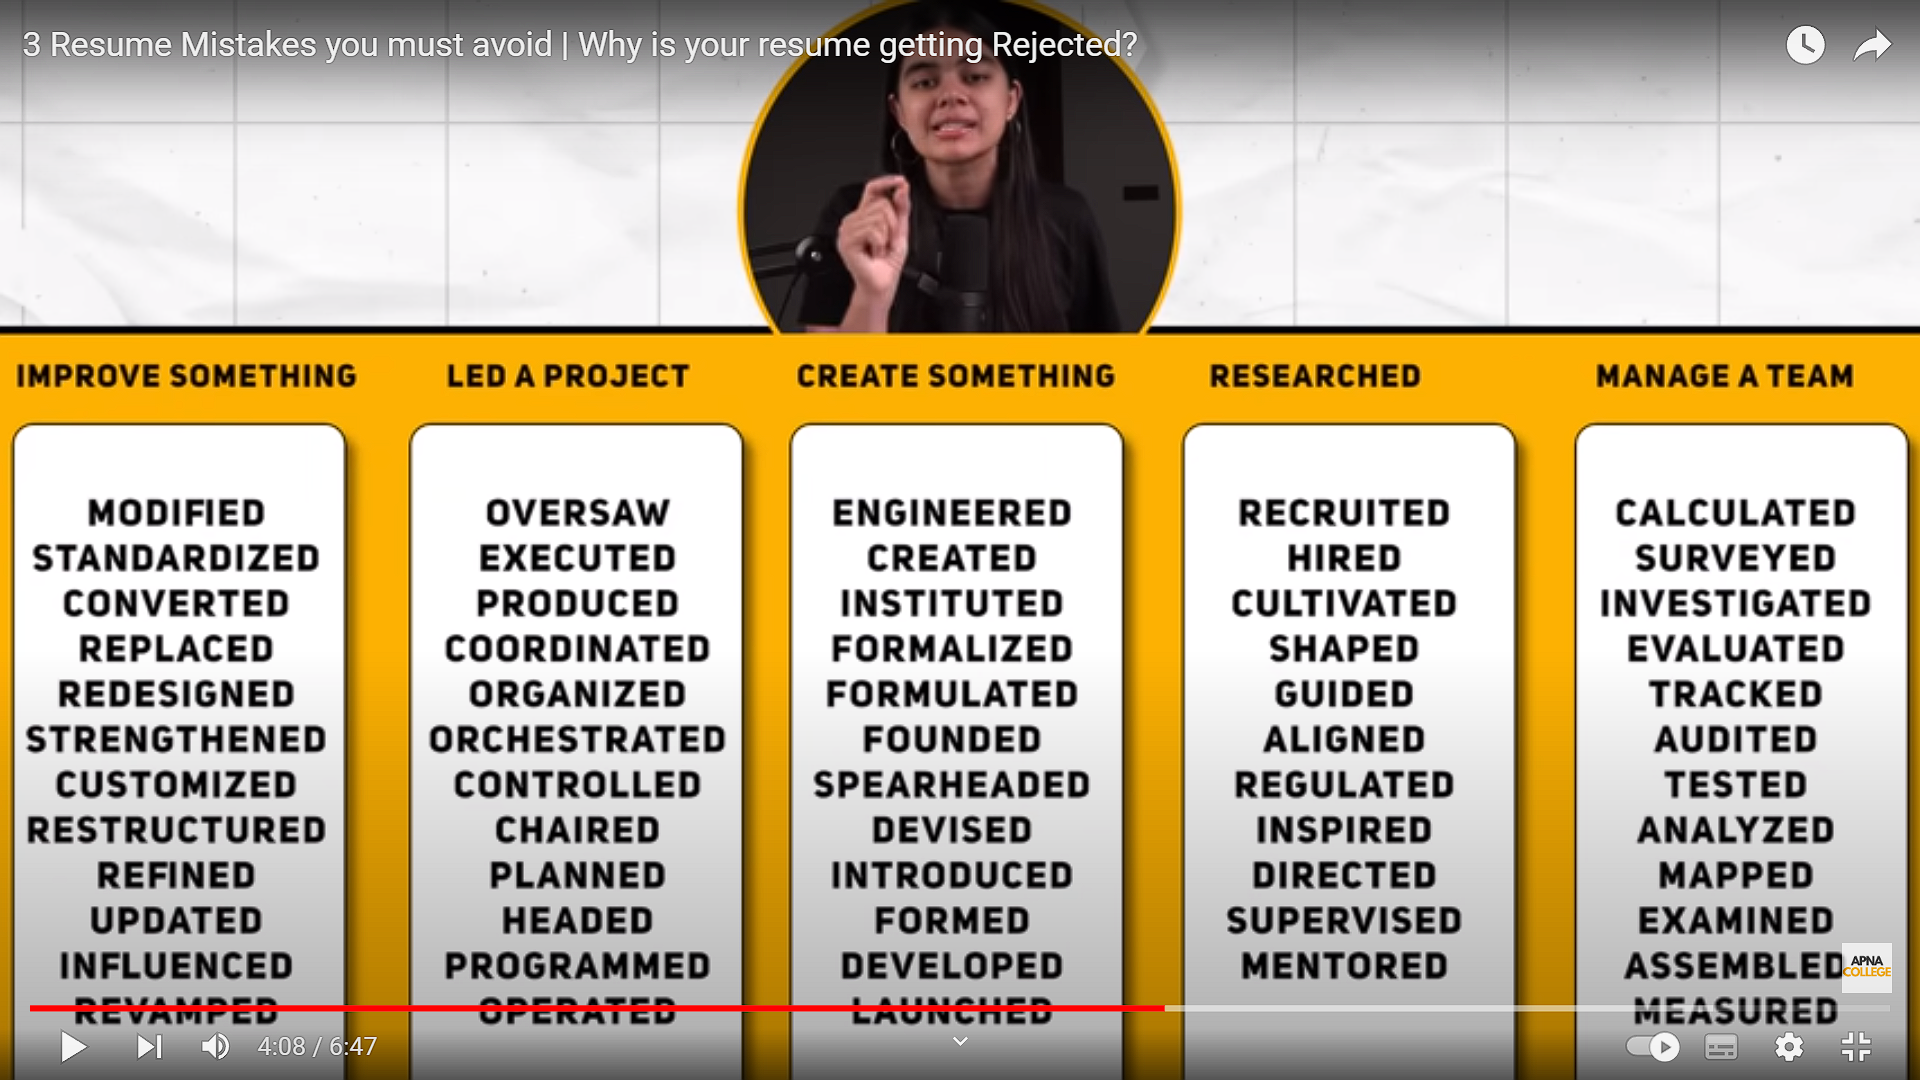 3 Resume Mistakes you must avoid | Why is your resume getting Rejected?
IMPROVE SOMETHING
MODIFIED
STANDARDIZED
CONVERTED
REPLACED
REDESIGNED
STRENGTHENED
CUSTOMIZED
RESTRUCTURED
REFINED
UPDATED
INFLUENCED
REVAMPED
LED A PROJECT
OVERSAW
EXECUTED
PRODUCED
COORDINATED
ORGANIZED
ORCHESTRATED
CONTROLLED
CHAIRED
PLANNED
HEADED
PROGRAMMED
OPERATED
CREATE SOMETHING
ENGINEERED
CREATED
INSTITUTED
FORMALIZED
FORMULATED
FOUNDED
SPEARHEADED
DEVISED
INTRODUCED
FORMED
DEVELOPED
LAUNCHED
RESEARCHED
RECRUITED
HIRED
CULTIVATED
SHAPED
GUIDED
ALIGNED
REGULATED
INSPIRED
DIRECTED
SUPERVISED
MENTORED
MANAGE A TEAM
CALCULATED
SURVEYED
INVESTIGATED
EVALUATED
TRACKED
AUDITED
TESTED
ANALYZED
MAPPED
EXAMINED
ASSEMBLED
MEASURED
APNA
COLLEGE
4:08 / 6:47